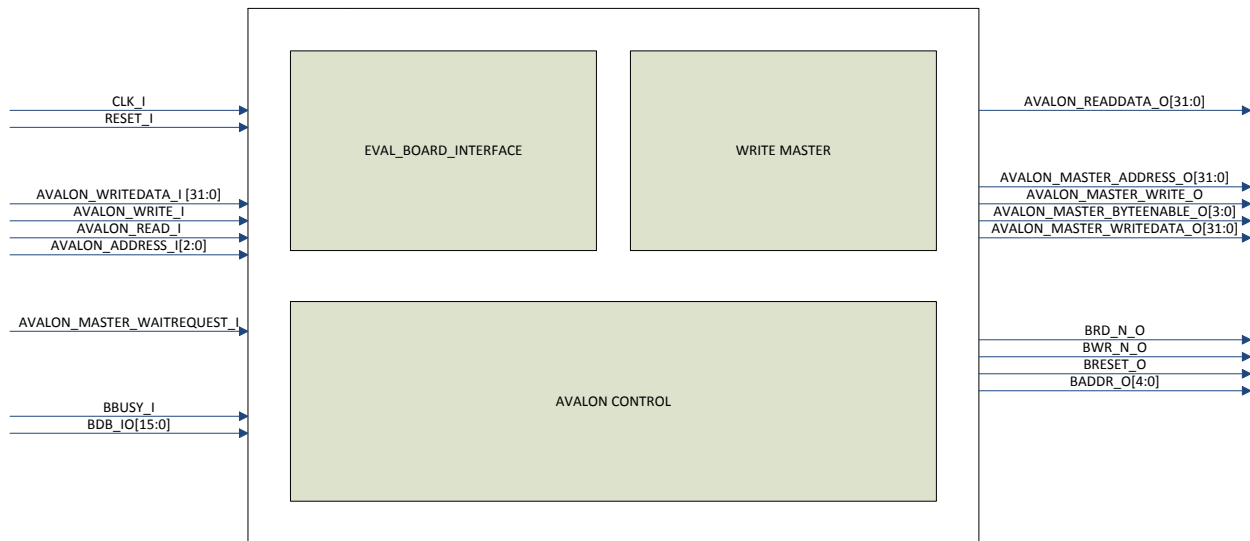 CLK_I
RESET_I
AVALON_WRITEDATA_I [31:0]
AVALON_WRITE_I
AVALON_READ_I
AVALON_ADDRESS_I[2:0]
AVALON_MASTER_WAITREQUEST_I
BBUSY_I
BDB_IO[15:0]
EVAL_BOARD_INTERFACE
WRITE MASTER
AVALON CONTROL
AVALON_READDATA_O[31:0]
AVALON_MASTER_ADDRESS_O[31:0]
AVALON_MASTER_WRITE_O
AVALON_MASTER_BYTEENABLE_O[3:0]
AVALON_MASTER_WRITEDATA_O[31:0]
BRD_N_O
BWR_N_O
BRESET_O
BADDR_O[4:0]